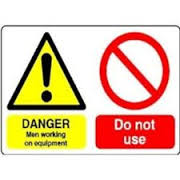 DANGER
Men working
on equipment
Do not
use